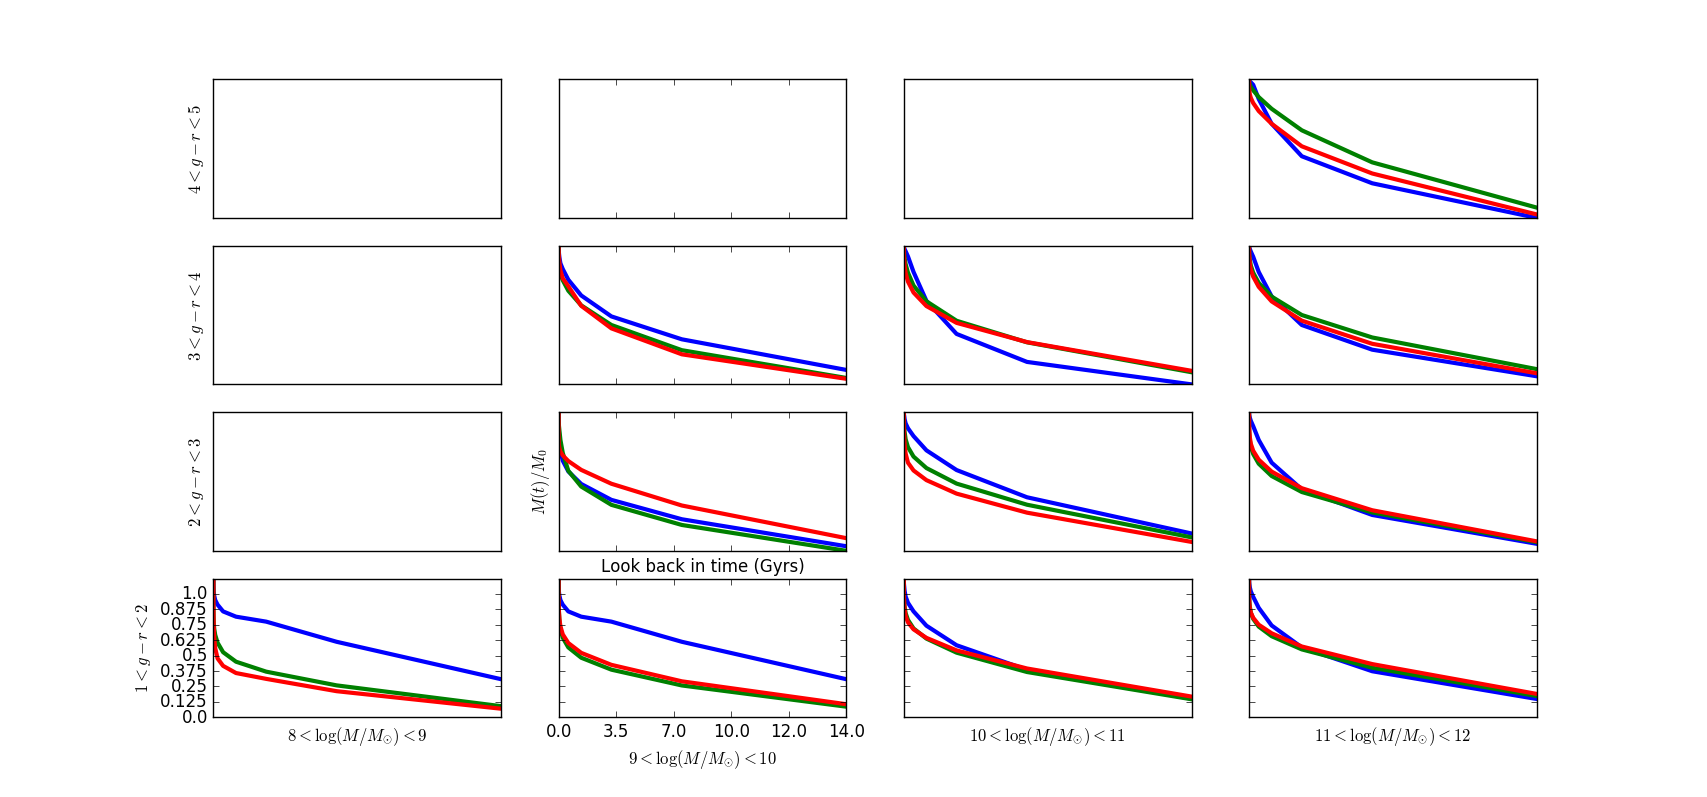 4 < g − r < 5
3 < g − r < 4
2 < g − r < 3
M(t)/M₀
Look back in time (Gyrs)
1 < g − r < 2
1.0
0.875
0.75
0.625
0.5
0.375
0.25
0.125
0.0
0.0 3.5 7.0 10.0 12.0 14.0
8 < log(M/M⊙) < 9
9 < log(M/M⊙) < 10
10 < log(M/M⊙) < 11
11 < log(M/M⊙) < 12